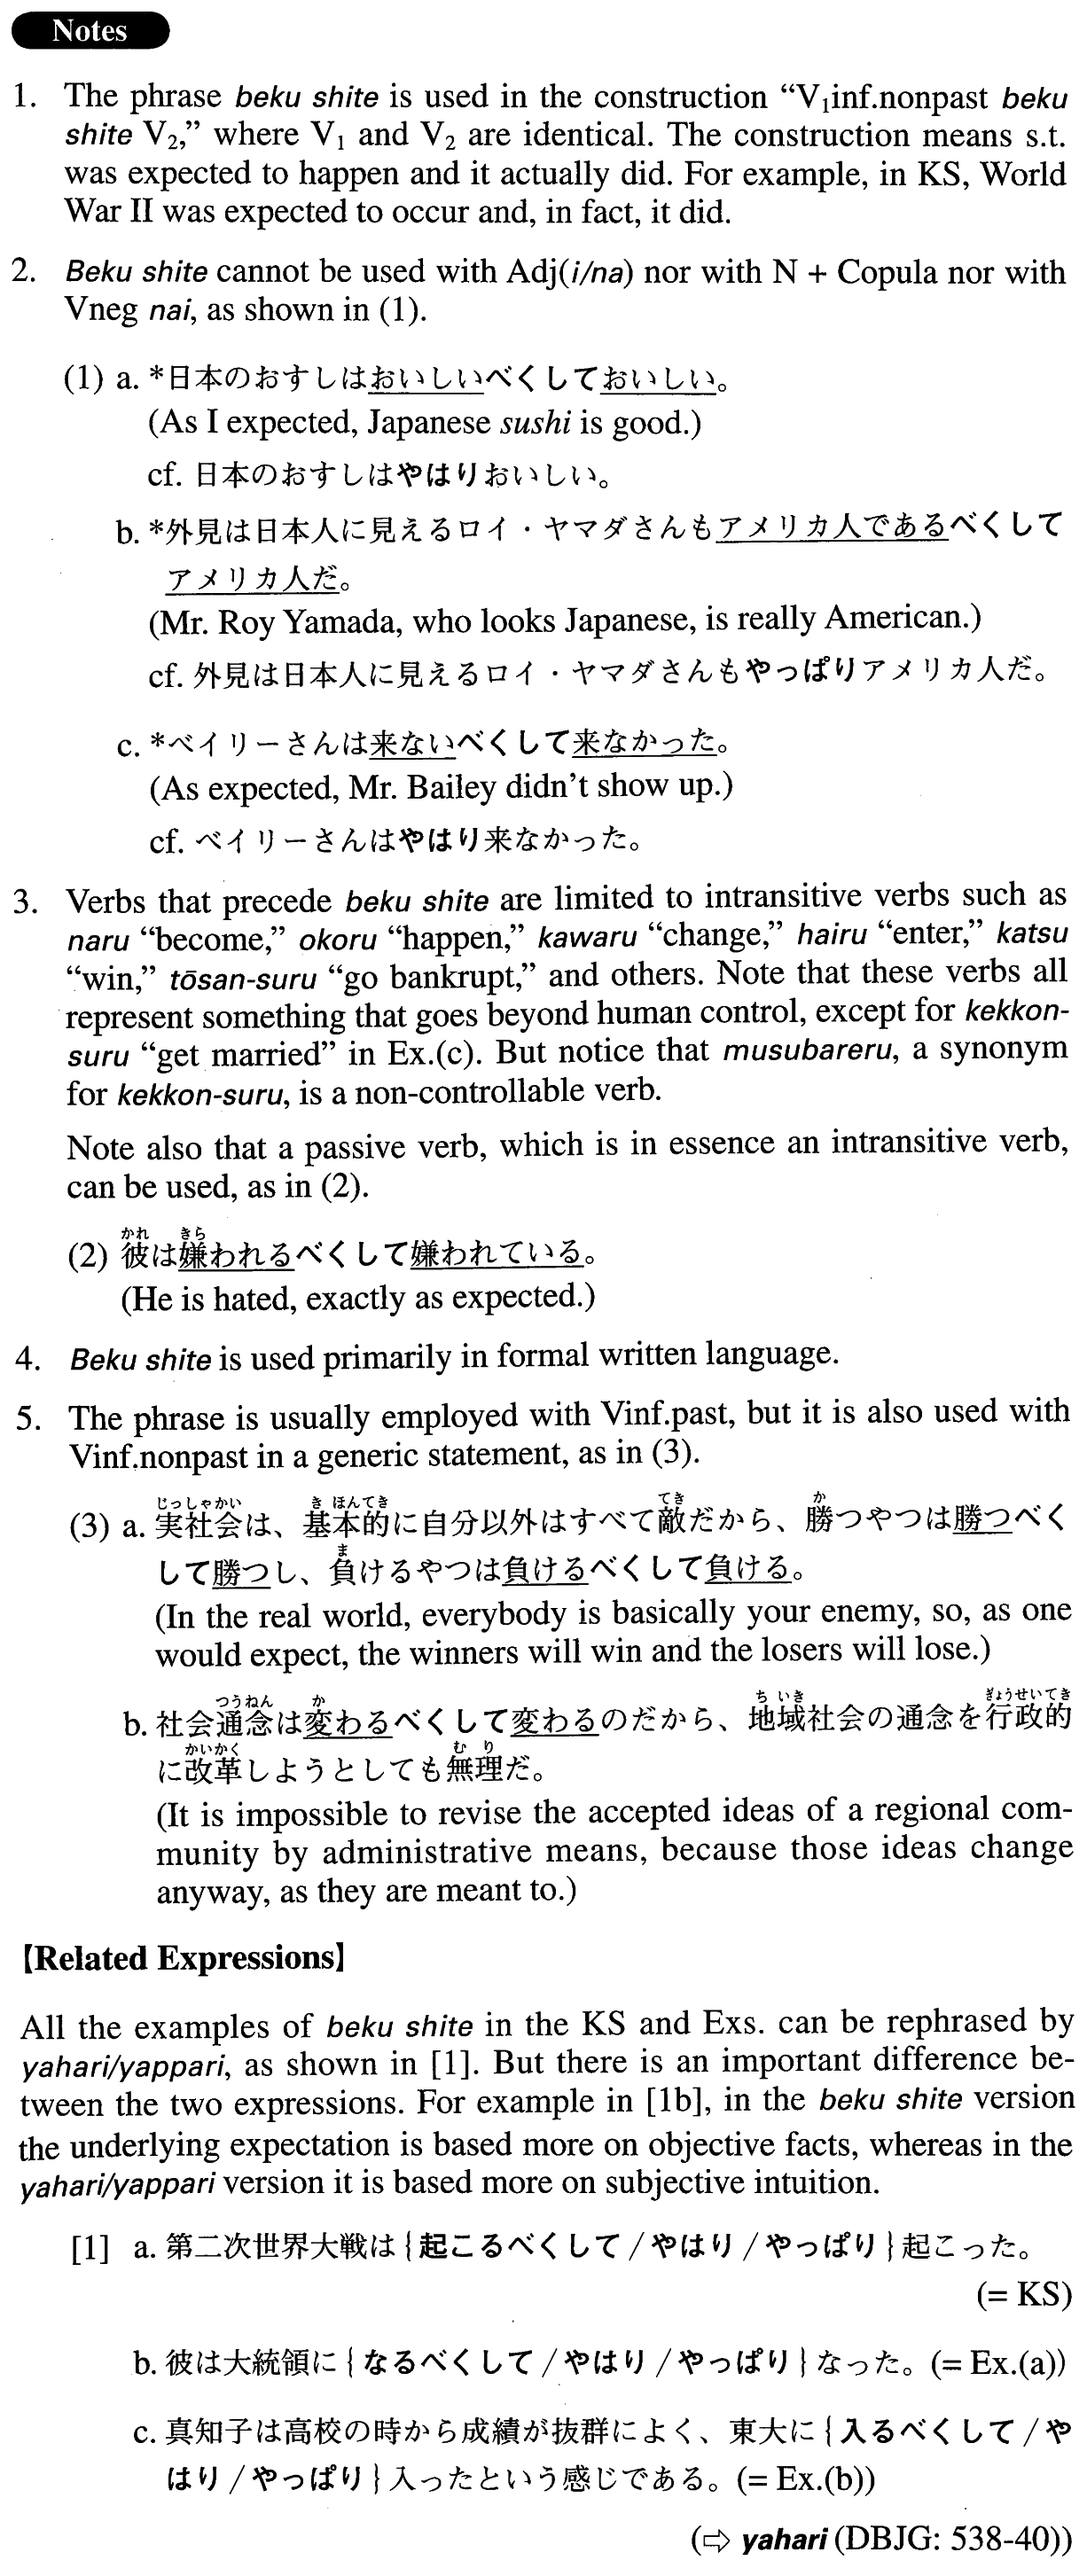 Notes
1. The phrase beku shite is used in the construction “V₁inf.nonpast beku
shite V₂,” where V₁ and V₂ are identical. The construction means s.t.
was expected to happen and it actually did. For example, in KS, World
War II was expected to occur and, in fact, it did.
2. Beku shite cannot be used with Adj(i/na) nor with N + Copula nor with
Vneg nai, as shown in (1).
(1) a. *日本のおすしはおいしいべくしておいしい。
(As I expected, Japanese sushi is good.)
cf. 日本のおすしはやはりおいしい。
b. *外見は日本人に見えるロイ・ヤマダさんもアメリカ人であるべくして
アメリカ人だ。
(Mr. Roy Yamada, who looks Japanese, is really American.)
cf. 外見は日本人に見えるロイ・ヤマダさんもやっぱりアメリカ人だ。
c. *ベイリーさんは来ないべくして来なかった。
(As expected, Mr. Bailey didn’t show up.)
cf. ベイリーさんはやはり来なかった。
3. Verbs that precede beku shite are limited to intransitive verbs such as
naru “become,” okoru “happen,” kawaru “change,” hairu “enter,” katsu
“win,” tōsan-suru “go bankrupt,” and others. Note that these verbs all
represent something that goes beyond human control, except for kekkon-
suru “get married” in Ex.(c). But notice that musubareru, a synonym
for kekkon-suru, is a non-controllable verb.
Note also that a passive verb, which is in essence an intransitive verb,
can be used, as in (2).
かれ きら
(2) 彼は嫌われるべくして嫌われている。
(He is hated, exactly as expected.)
4. Beku shite is used primarily in formal written language.
5. The phrase is usually employed with Vinf.past, but it is also used with
Vinf.nonpast in a generic statement, as in (3).
じっしゃかい き ほんてき てき か
(3) a. 実社会は、基本的に自分以外はすべて敵だから、勝つやつは勝つべく
ま
して勝つし、負けるやつは負けるべくして負ける。
(In the real world, everybody is basically your enemy, so, as one
would expect, the winners will win and the losers will lose.)
つうねん か ち いき ぎょうせいてき
b. 社会通念は変わるべくして変わるのだから、地域社会の通念を行政的
かいかく む り
に改革しようとしても無理だ。
(It is impossible to revise the accepted ideas of a regional com-
munity by administrative means, because those ideas change
anyway, as they are meant to.)
【Related Expressions】
All the examples of beku shite in the KS and Exs. can be rephrased by
yahari/yappari, as shown in [1]. But there is an important difference be-
tween the two expressions. For example in [1b], in the beku shite version
the underlying expectation is based more on objective facts, whereas in the
yahari/yappari version it is based more on subjective intuition.
[1] a. 第二次世界大戦は{起こるべくして/やはり/やっぱり}起こった。
(= KS)
b. 彼は大統領に{なるべくして/やはり/やっぱり}なった。(= Ex.(a))
c. 真知子は高校の時から成績が抜群によく、東大に{入るべくして/や
はり/やっぱり}入ったという感じである。(= Ex.(b))
(⇨ yahari (DBJG: 538-40))